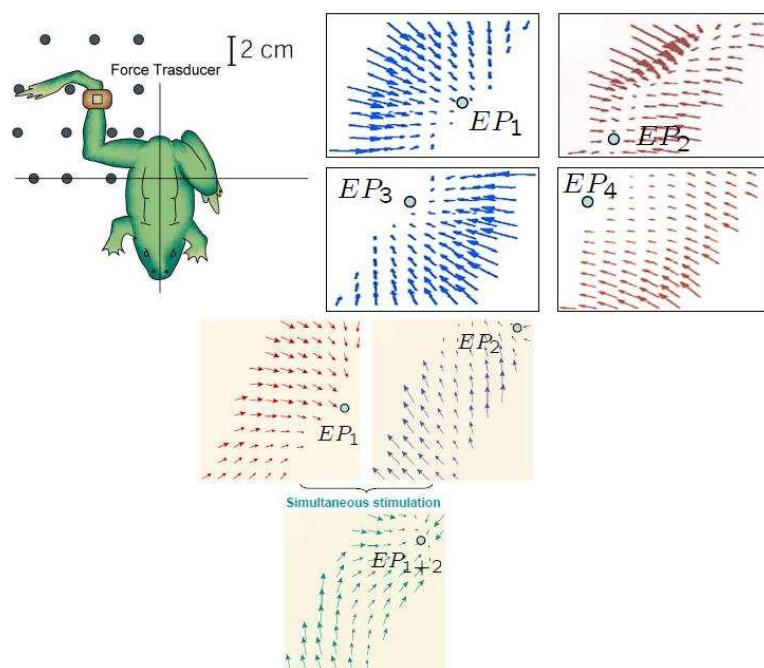 2 cm
Force Trasducer
EP₁
EP₂
EP₃
EP₄
EP₁
EP₂
Simultaneous stimulation
EP₁₊₂